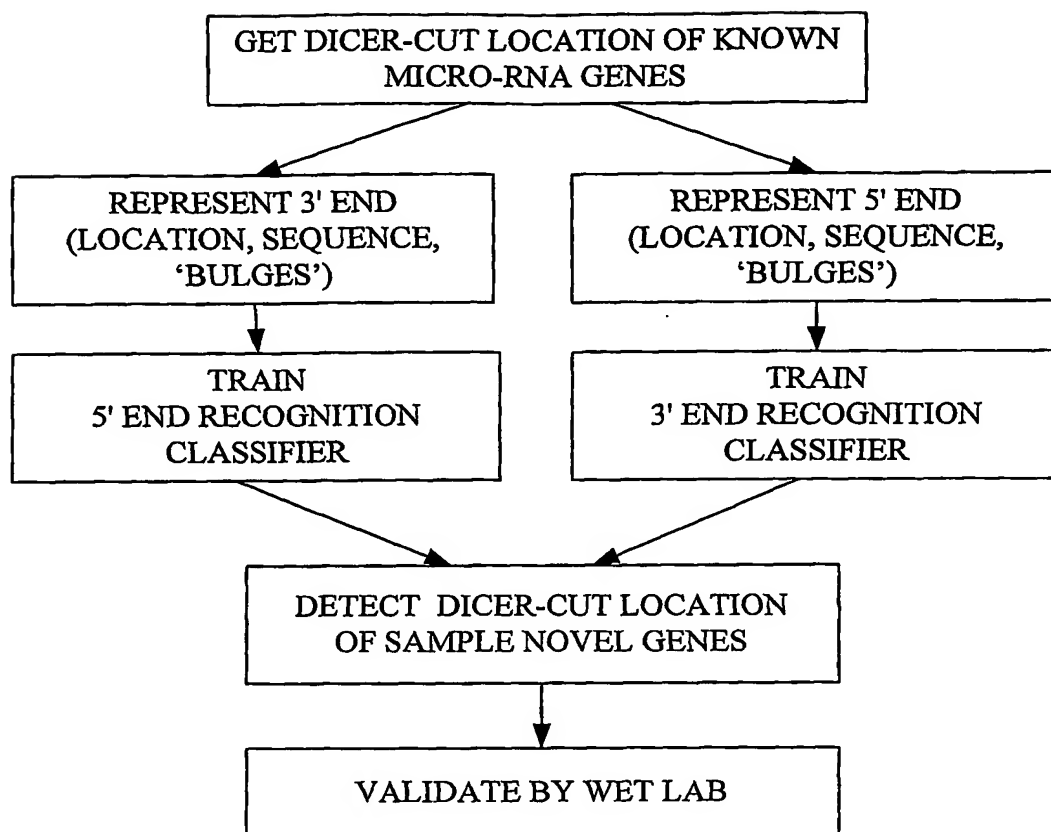 GET DICER-CUT LOCATION OF KNOWN
MICRO-RNA GENES
REPRESENT 3' END
(LOCATION, SEQUENCE,
‘BULGES’)
REPRESENT 5' END
(LOCATION, SEQUENCE,
‘BULGES’)
TRAIN
5' END RECOGNITION
CLASSIFIER
TRAIN
3' END RECOGNITION
CLASSIFIER
DETECT DICER-CUT LOCATION
OF SAMPLE NOVEL GENES
VALIDATE BY WET LAB